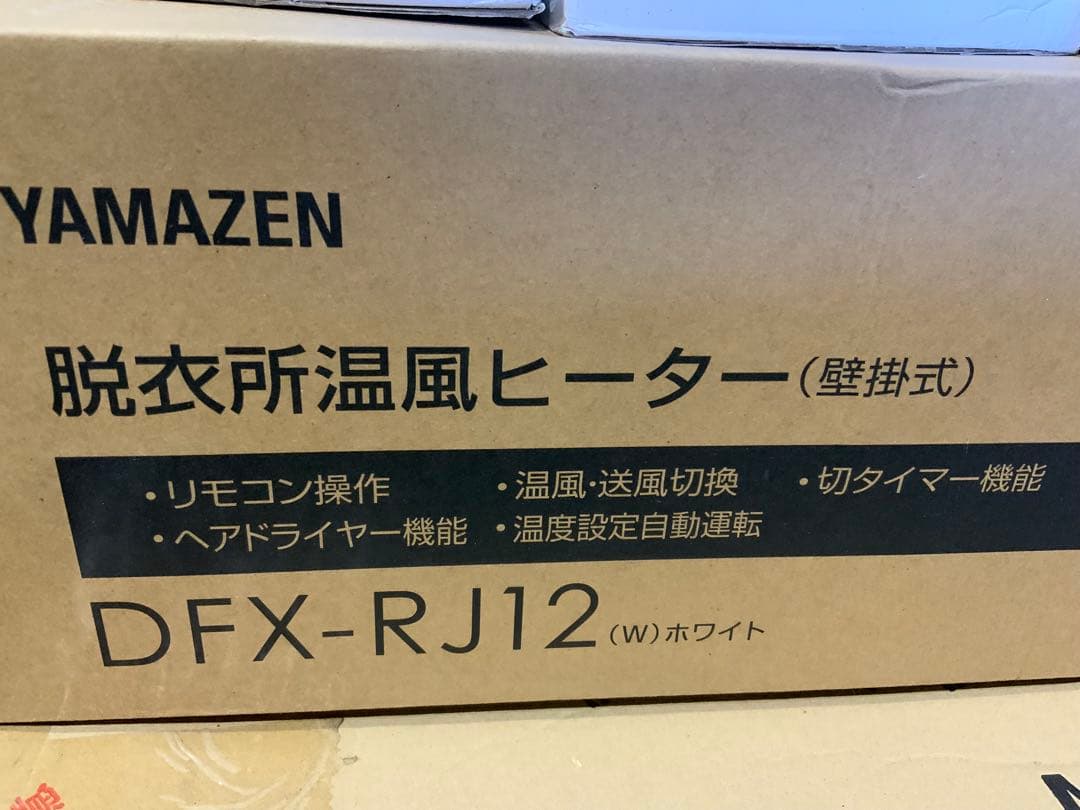 YAMAZEN
脱衣所温風ヒーター(壁掛式)
・リモコン操作 ・温風・送風切換 ・切タイマー機能
・ヘアドライヤー機能 ・温度設定自動運転
DFX-RJ12 (W)ホワイト